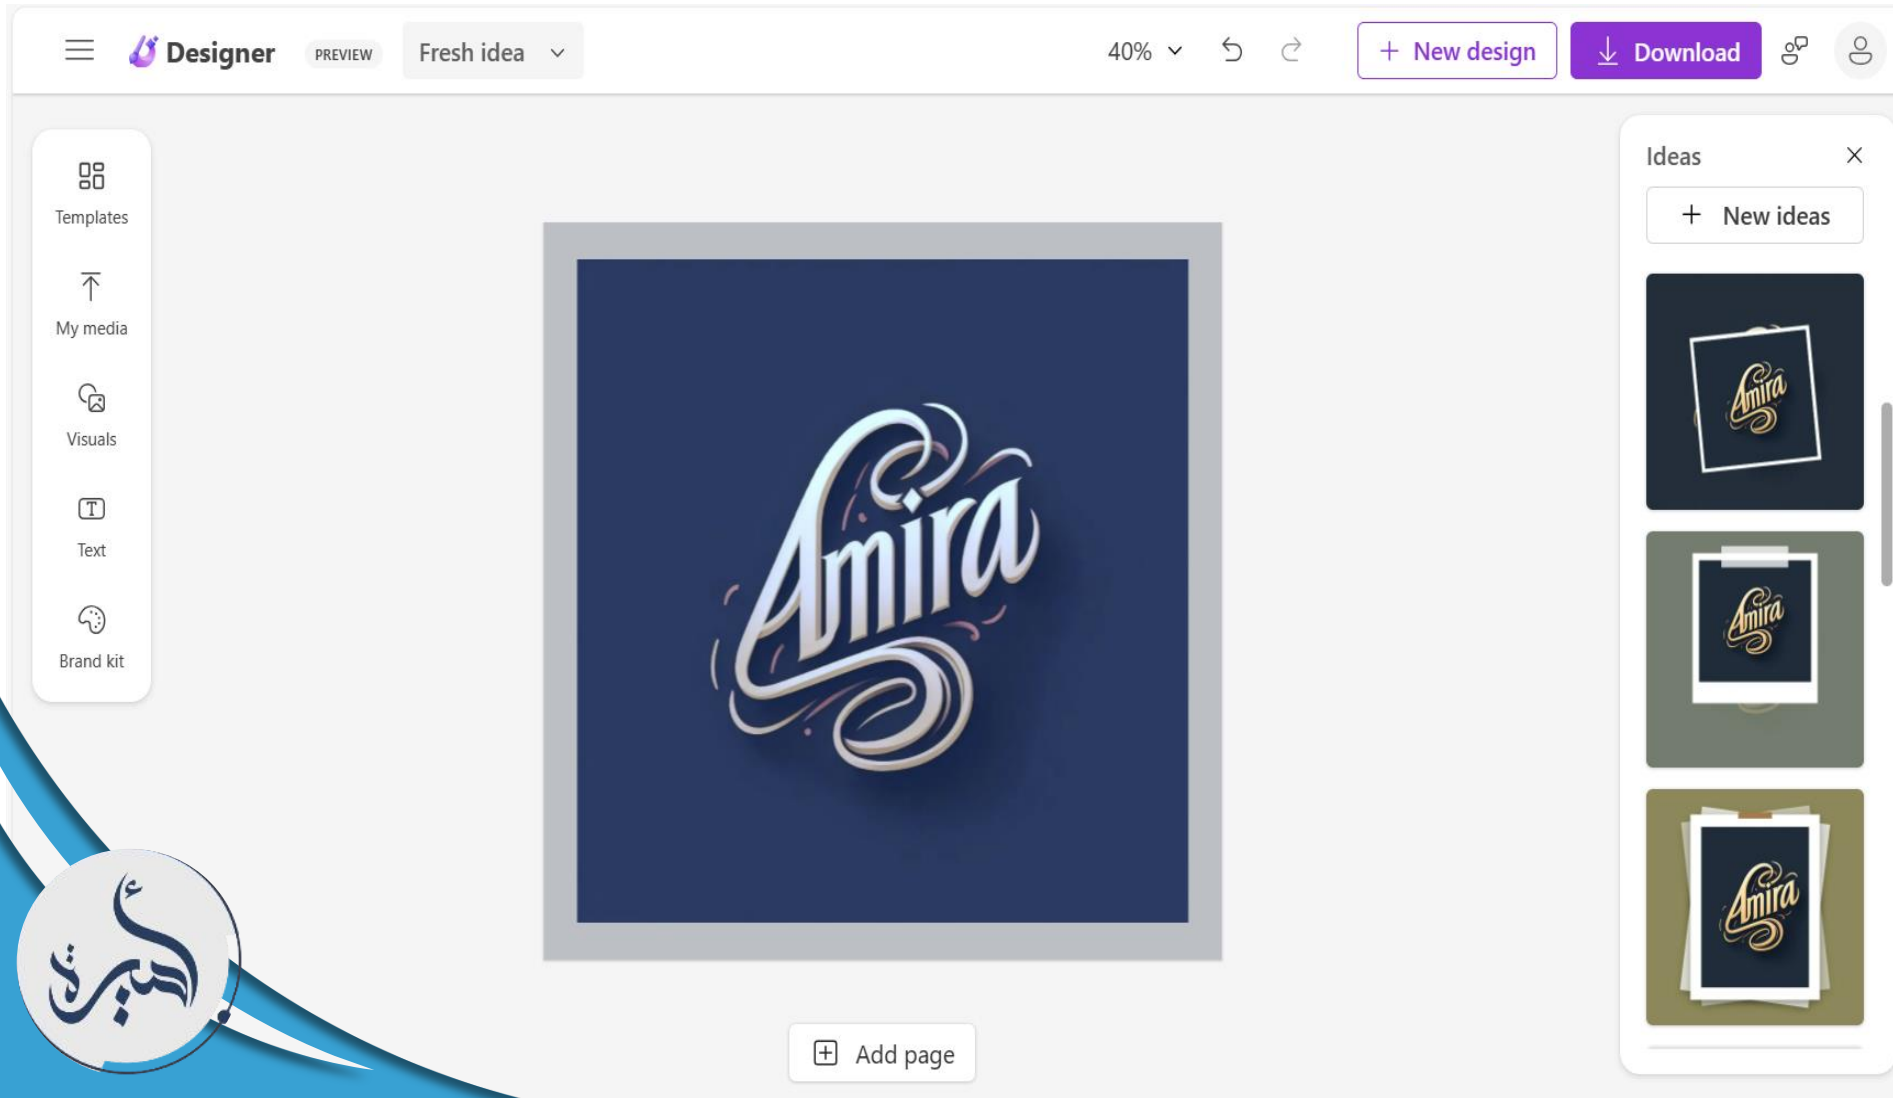 Designer PREVIEW Fresh idea 40% New design Download
Templates
My media
Visuals
Text
Brand kit
Amira
Add page
Ideas
New ideas
Amira
Amira
Amira
أميرة